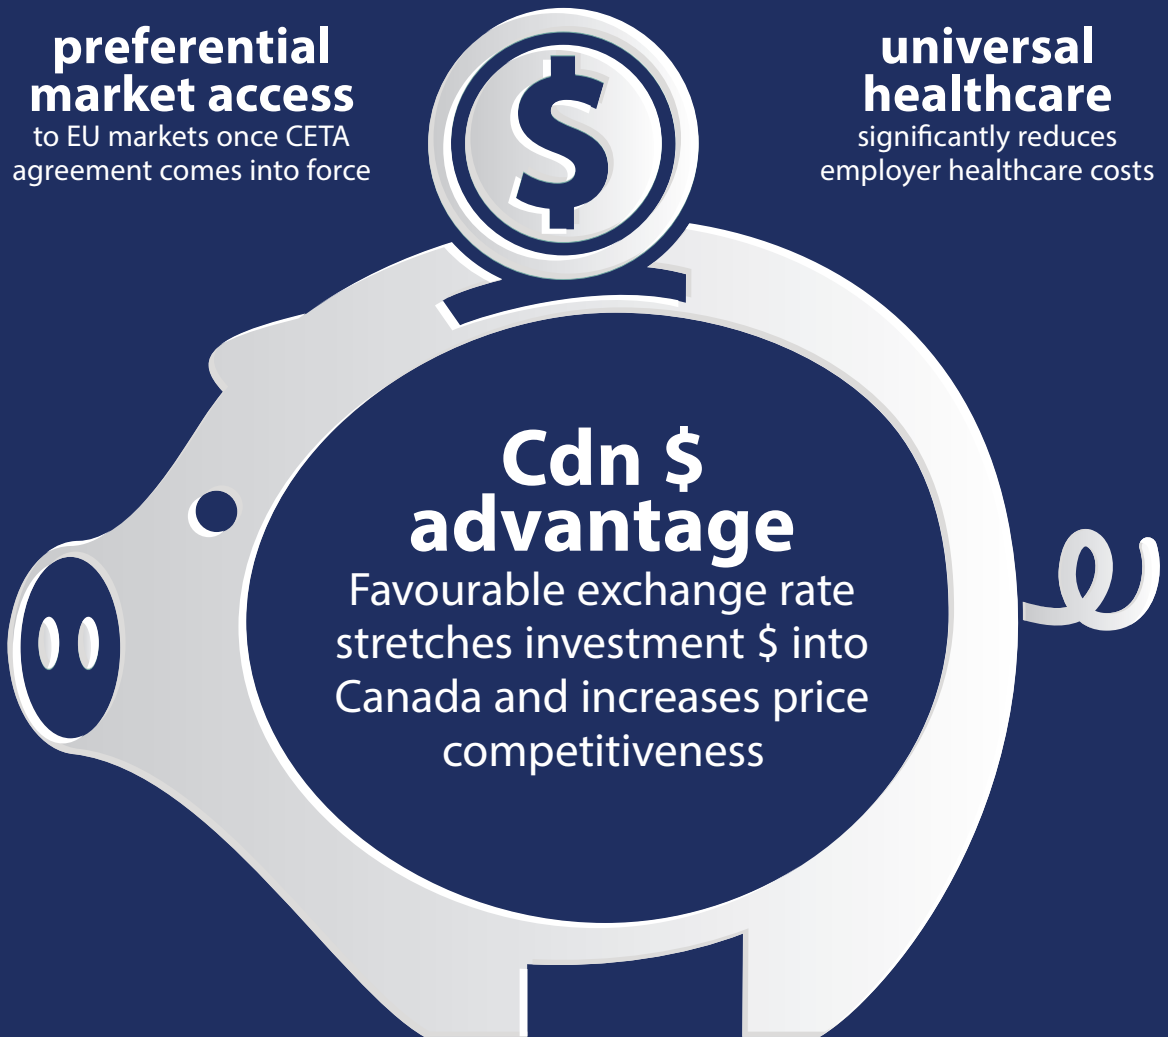 preferential
market access
to EU markets once CETA
agreement comes into force
universal
healthcare
significantly reduces
employer healthcare costs
$
Cdn $
advantage
Favourable exchange rate
stretches investment $ into
Canada and increases price
competitiveness